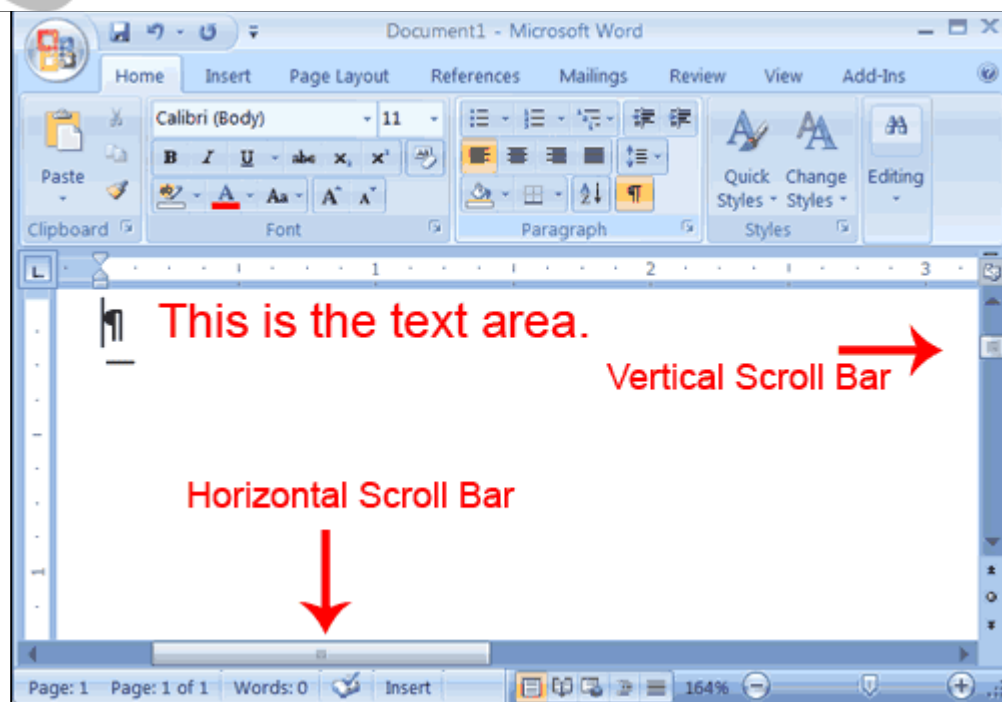 Document1 - Microsoft Word
Home Insert Page Layout References Mailings Review View Add-Ins
Calibri (Body) 11
B I U abc x₂ x²
Aa A A
Paste
Quick Styles Change Styles Editing
Clipboard Font Paragraph Styles
L 1 2 3
¶ This is the text area.
Vertical Scroll Bar
Horizontal Scroll Bar
1
Page: 1 Page: 1 of 1 Words: 0 Insert 164%